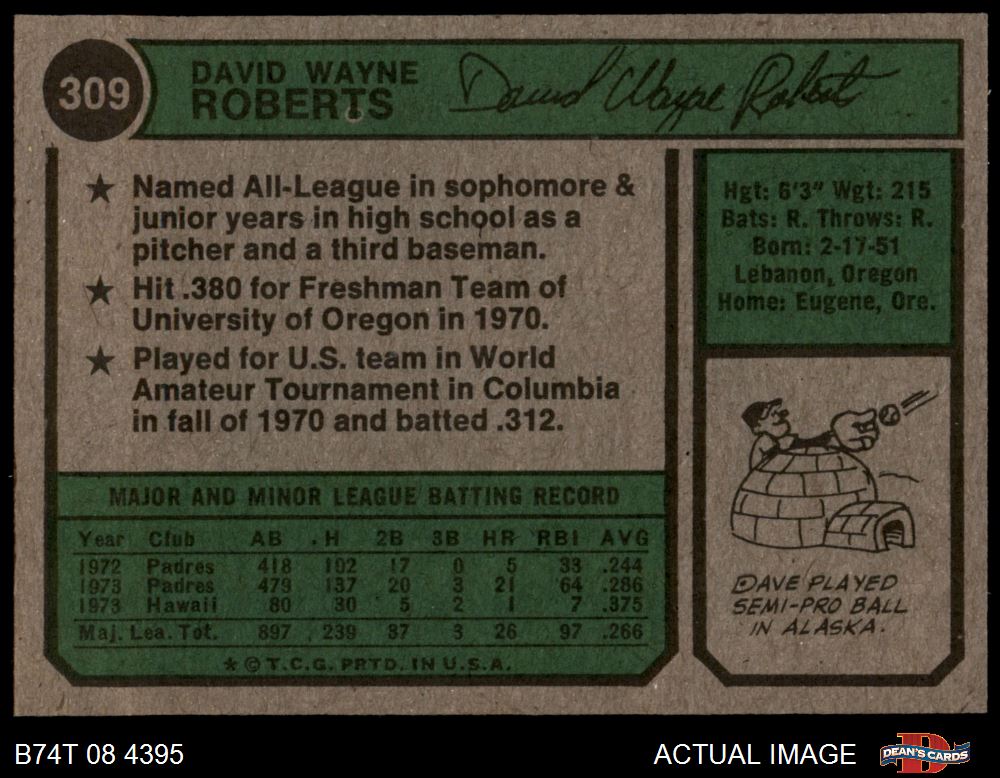 309
DAVID WAYNE
ROBERTS
David Wayne Roberts
★ Named All-League in sophomore &
junior years in high school as a
pitcher and a third baseman.
★ Hit .380 for Freshman Team of
University of Oregon in 1970.
★ Played for U.S. team in World
Amateur Tournament in Columbia
in fall of 1970 and batted .312.
Hgt: 6'3" Wgt: 215
Bats: R. Throws: R.
Born: 2-17-51
Lebanon, Oregon
Home: Eugene, Ore.
MAJOR AND MINOR LEAGUE BATTING RECORD
Year Club AB H 2B 3B HR RBI AVG
1972 Padres 418 102 17 0 5 33 .244
1973 Padres 479 137 20 3 21 64 .286
1973 Hawaii 80 30 5 2 1 7 .375
Maj. Lea. Tot. 897 239 37 3 26 97 .266
★ © T.C.G. PRTD. IN U.S.A.
DAVE PLAYED
SEMI-PRO BALL
IN ALASKA.
B74T 08 4395
ACTUAL IMAGE
DEAN'S CARDS